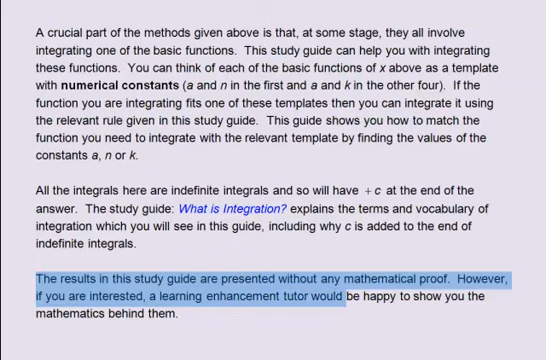 A crucial part of the methods given above is that, at some stage, they all involve
integrating one of the basic functions. This study guide can help you with integrating
these functions. You can think of each of the basic functions of x above as a template
with numerical constants (a and n in the first and a and k in the other four). If the
function you are integrating fits one of these templates then you can integrate it using
the relevant rule given in this study guide. This guide shows you how to match the
function you need to integrate with the relevant template by finding the values of the
constants a, n or k.
All the integrals here are indefinite integrals and so will have +c at the end of the
answer. The study guide: What is Integration? explains the terms and vocabulary of
integration which you will see in this guide, including why c is added to the end of
indefinite integrals.
The results in this study guide are presented without any mathematical proof. However,
if you are interested, a learning enhancement tutor would be happy to show you the
mathematics behind them.